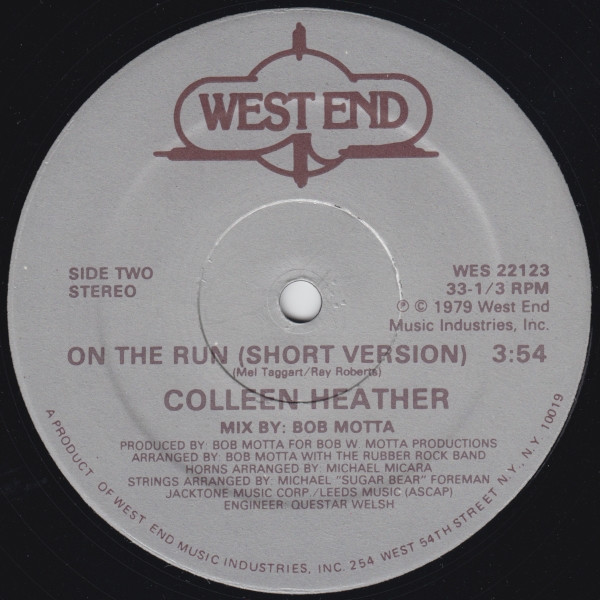 WEST END
SIDE TWO
STEREO
WES 22123
33-1/3 RPM
℗ © 1979 West End
Music Industries, Inc.
ON THE RUN (SHORT VERSION) 3:54
(Mel Taggart/Ray Roberts)
COLLEEN HEATHER
MIX BY: BOB MOTTA
PRODUCED BY: BOB MOTTA FOR BOB W. MOTTA PRODUCTIONS
ARRANGED BY: BOB MOTTA WITH THE RUBBER ROCK BAND
HORNS ARRANGED BY: MICHAEL MICARA
STRINGS ARRANGED BY: MICHAEL "SUGAR BEAR" FOREMAN
JACKTONE MUSIC CORP./LEEDS MUSIC (ASCAP)
ENGINEER: QUESTAR WELSH
A PRODUCT OF WEST END MUSIC INDUSTRIES, INC. 254 WEST 54TH STREET N.Y., N.Y. 10019